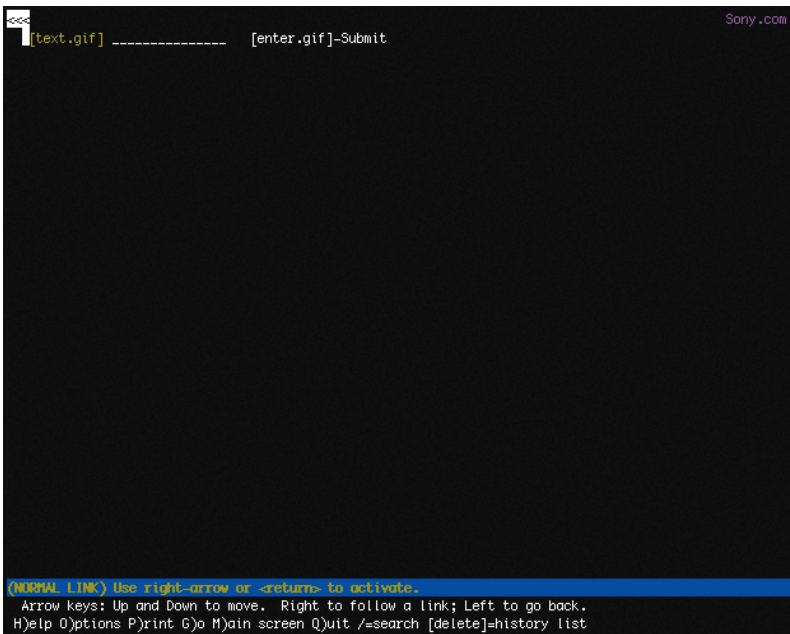 <<< Sony.com
[text.gif] _______________ [enter.gif]-Submit
(NORMAL LINK) Use right-arrow or <return> to activate.
Arrow keys: Up and Down to move. Right to follow a link; Left to go back.
H)elp O)ptions P)rint G)o M)ain screen Q)uit /=search [delete]=history list